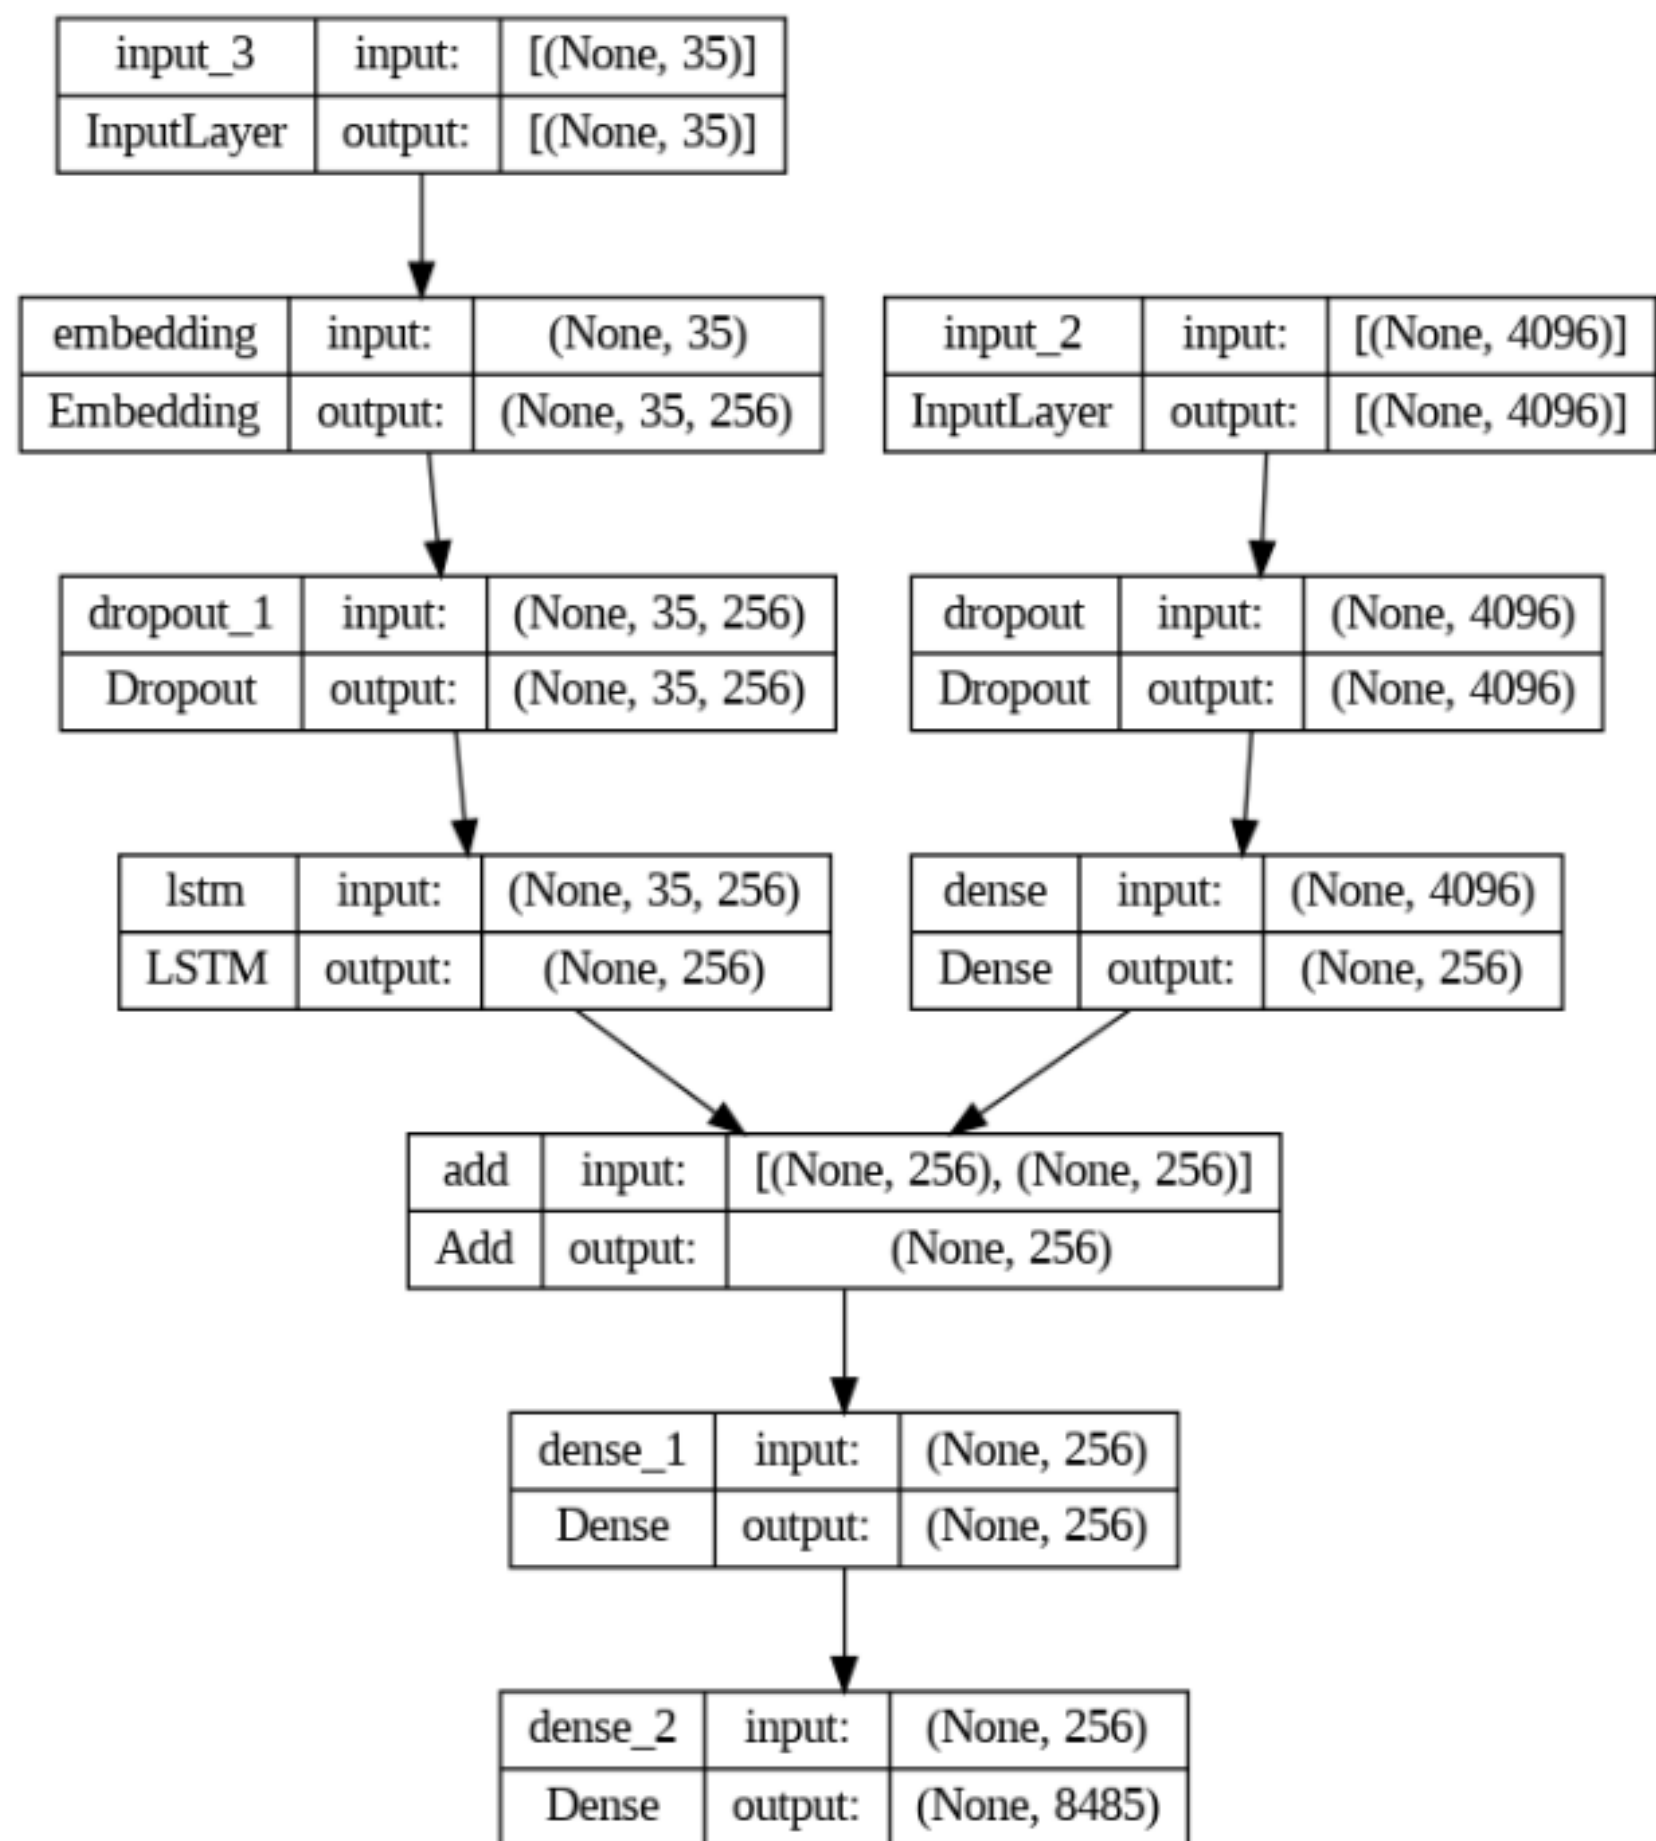 input_3 input: [(None, 35)]
InputLayer output: [(None, 35)]
embedding input: (None, 35)
Embedding output: (None, 35, 256)
input_2 input: [(None, 4096)]
InputLayer output: [(None, 4096)]
dropout_1 input: (None, 35, 256)
Dropout output: (None, 35, 256)
dropout input: (None, 4096)
Dropout output: (None, 4096)
lstm input: (None, 35, 256)
LSTM output: (None, 256)
dense input: (None, 4096)
Dense output: (None, 256)
add input: [(None, 256), (None, 256)]
Add output: (None, 256)
dense_1 input: (None, 256)
Dense output: (None, 256)
dense_2 input: (None, 256)
Dense output: (None, 8485)